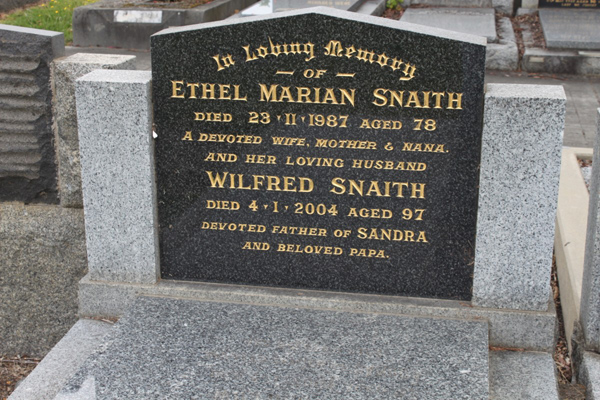 In Loving Memory
OF
ETHEL MARIAN SNAITH
DIED 23·11·1987 AGED 78
A DEVOTED WIFE, MOTHER & NANA.
AND HER LOVING HUSBAND
WILFRED SNAITH
DIED 4·1·2004 AGED 97
DEVOTED FATHER OF SANDRA
AND BELOVED PAPA.